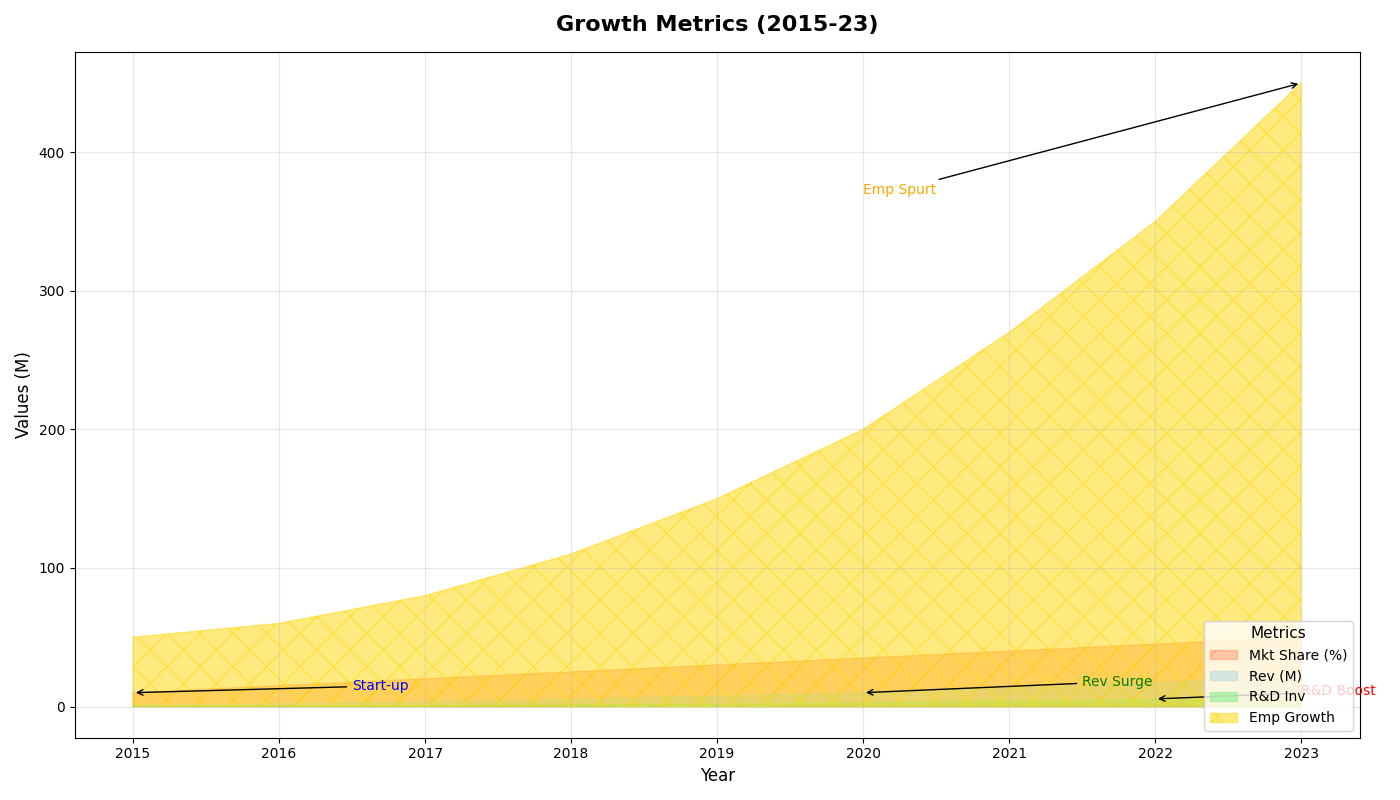 Growth Metrics (2015-23)
Values (M)
400
300
200
100
0
Emp Spurt
Start-up
Rev Surge
R&D Boost
Metrics
Mkt Share (%)
Rev (M)
R&D Inv
Emp Growth
2015 2016 2017 2018 2019 2020 2021 2022 2023
Year